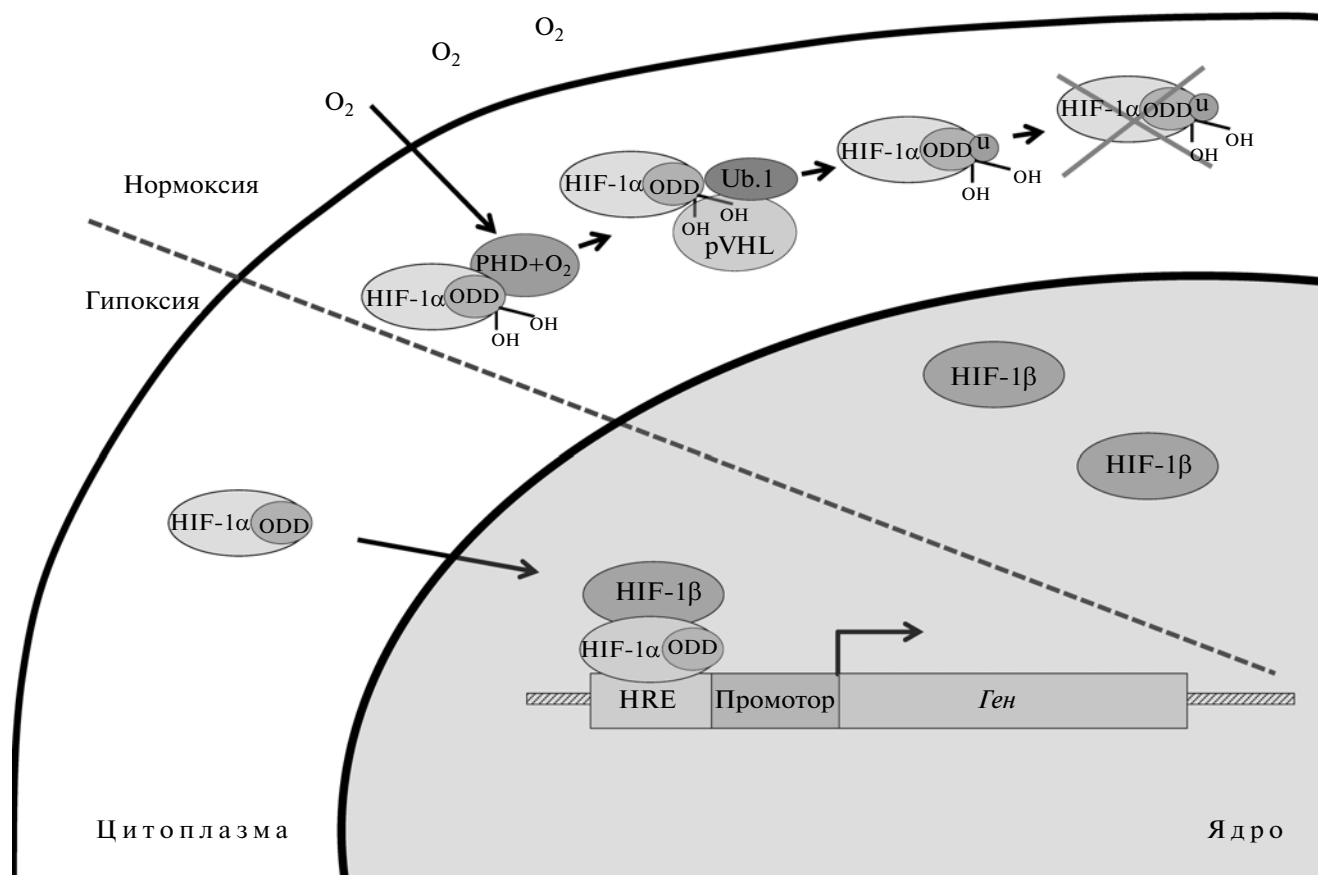 O2
O2
O2
Нормоксия
Гипоксия
PHD+O2
HIF-1α ODD
OH
OH
HIF-1α ODD
Ub.1
OH
OH
pVHL
HIF-1α ODD u
OH
OH
HIF-1α ODD u
OH
OH
HIF-1β
HIF-1β
HIF-1α ODD
HIF-1β
HIF-1α ODD
HRE Промотор Ген
Цитоплазма
Ядро